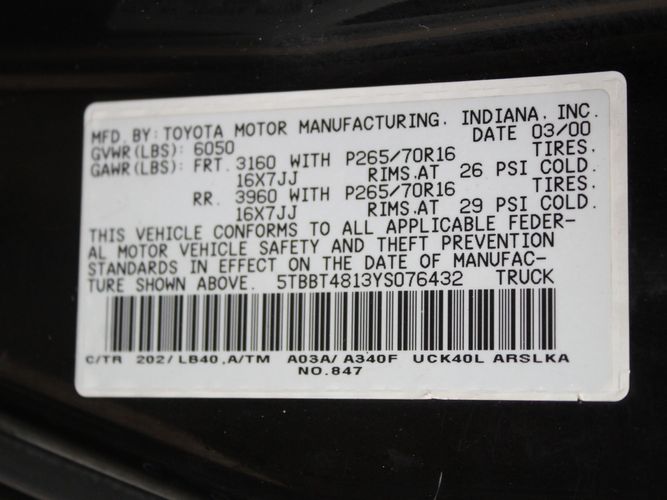 MFD. BY: TOYOTA MOTOR MANUFACTURING, INDIANA, INC.
GVWR(LBS): 6050 DATE 03/00
GAWR(LBS): FRT. 3160 WITH P265/70R16 TIRES.
16X7JJ RIMS.AT 26 PSI COLD.
RR. 3960 WITH P265/70R16 TIRES.
16X7JJ RIMS.AT 29 PSI COLD.
THIS VEHICLE CONFORMS TO ALL APPLICABLE FEDER-
AL MOTOR VEHICLE SAFETY AND THEFT PREVENTION
STANDARDS IN EFFECT ON THE DATE OF MANUFAC-
TURE SHOWN ABOVE. 5TBBT4813YS076432 TRUCK
C/TR 202/LB40,A/TM A03A/A340F UCK40L ARSLKA
NO.847